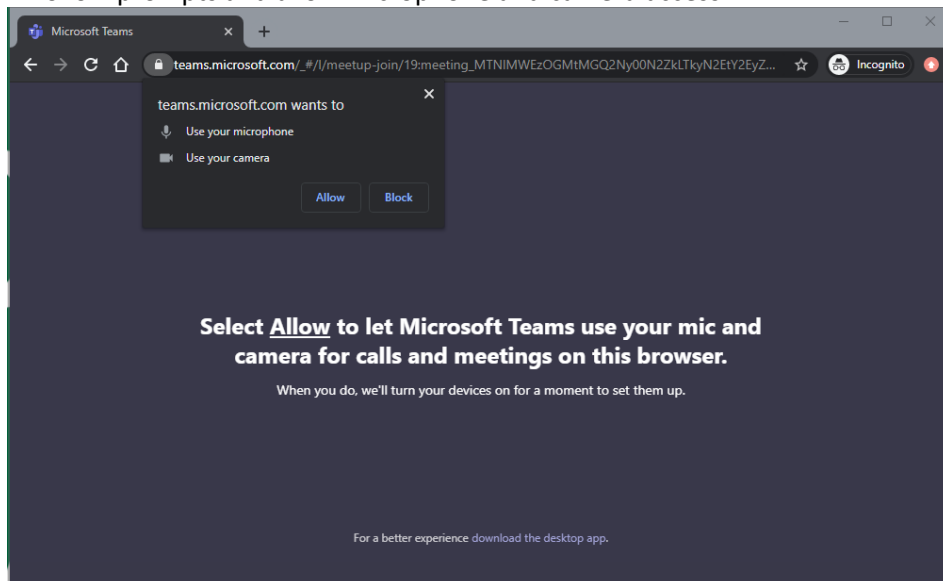 Microsoft Teams
teams.microsoft.com/_#/l/meetup-join/19:meeting_MTNlMWEzOGMtMGQ2Ny00N2ZkLTkyN2EtY2EyZ...
Incognito
teams.microsoft.com wants to
Use your microphone
Use your camera
Allow Block
Select Allow to let Microsoft Teams use your mic and
camera for calls and meetings on this browser.
When you do, we'll turn your devices on for a moment to set them up.
For a better experience download the desktop app.